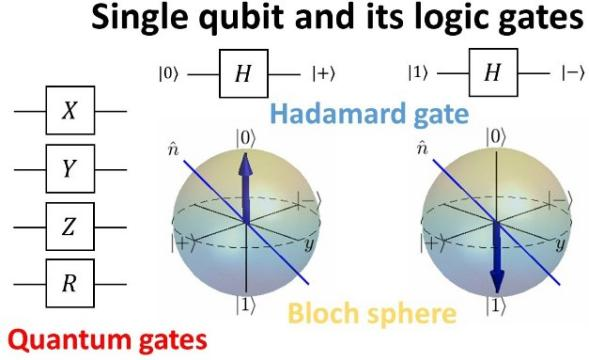 Single qubit and its logic gates
|0⟩ H |+⟩
|1⟩ H |−⟩
Hadamard gate
X
Y
Z
R
Quantum gates
n̂
|0⟩
|−⟩
|+⟩
y
|1⟩
n̂
|0⟩
|−⟩
|+⟩
y
|1⟩
Bloch sphere